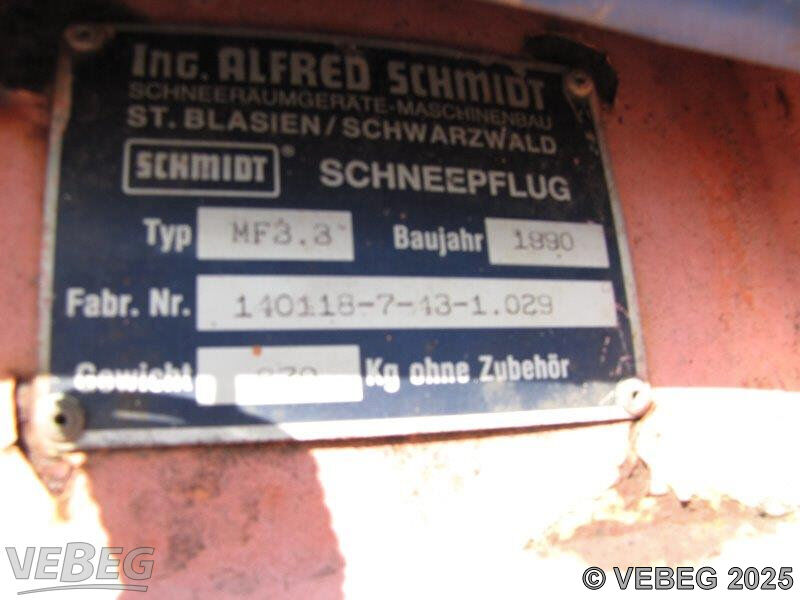 Ing. ALFRED SCHMIDT
SCHNEERÄUMGERÄTE-MASCHINENBAU
ST. BLASIEN/SCHWARZWALD
SCHMIDT® SCHNEEPFLUG
Typ MF3.3 Baujahr 1990
Fabr. Nr. 140118-7-43-1.029
Gewicht Kg ohne Zubehör
VEBEG
© VEBEG 2025